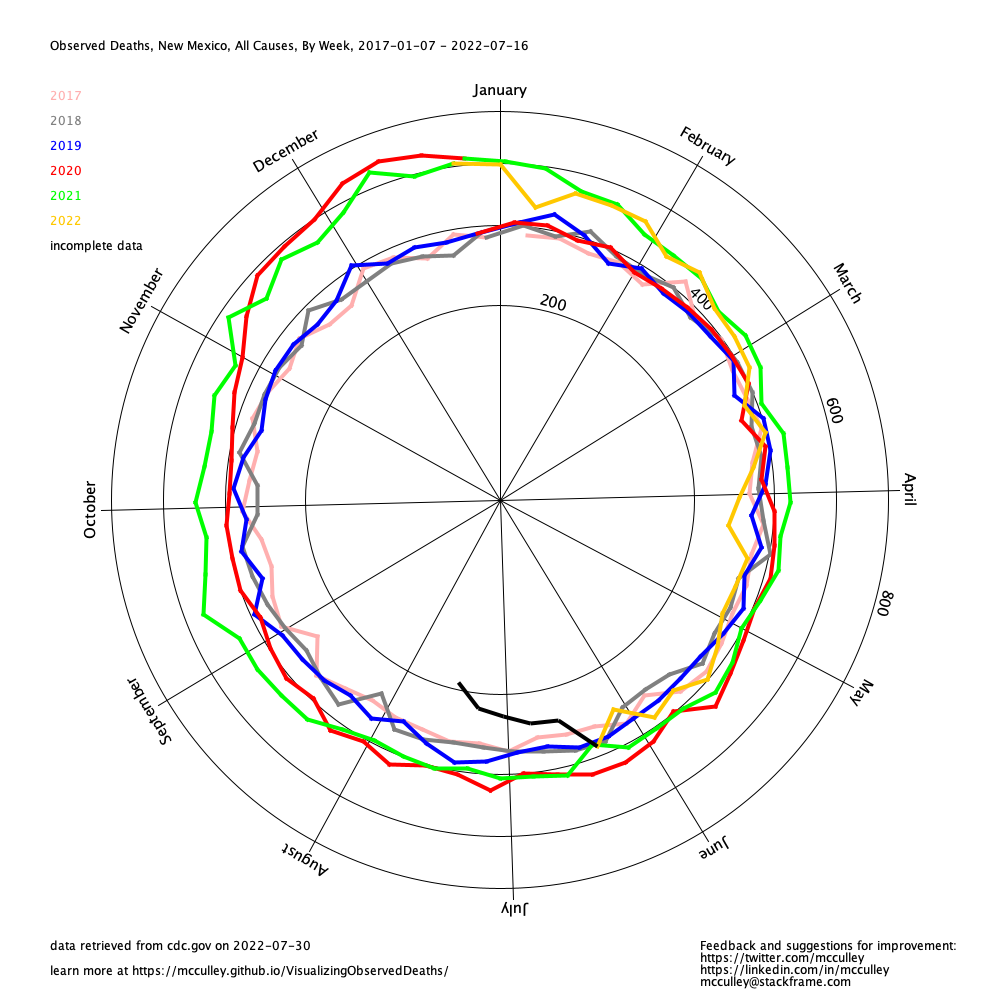 Observed Deaths, New Mexico, All Causes, By Week, 2017-01-07 - 2022-07-16
January
2017
2018
2019
2020
2021
2022
incomplete data
December
February
November
March
200
400
600
October
April
800
September
May
August
June
July
data retrieved from cdc.gov on 2022-07-30
learn more at https://mcculley.github.io/VisualizingObservedDeaths/
Feedback and suggestions for improvement:
https://twitter.com/mcculley
https://linkedin.com/in/mcculley
mcculley@stackframe.com